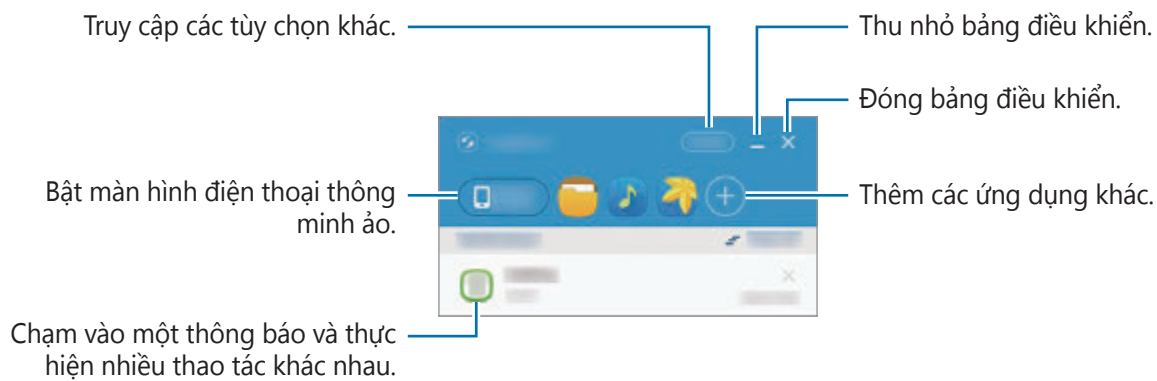 Truy cập các tùy chọn khác.
Thu nhỏ bảng điều khiển.
Đóng bảng điều khiển.
Bật màn hình điện thoại thông
minh ảo.
Thêm các ứng dụng khác.
Chạm vào một thông báo và thực
hiện nhiều thao tác khác nhau.